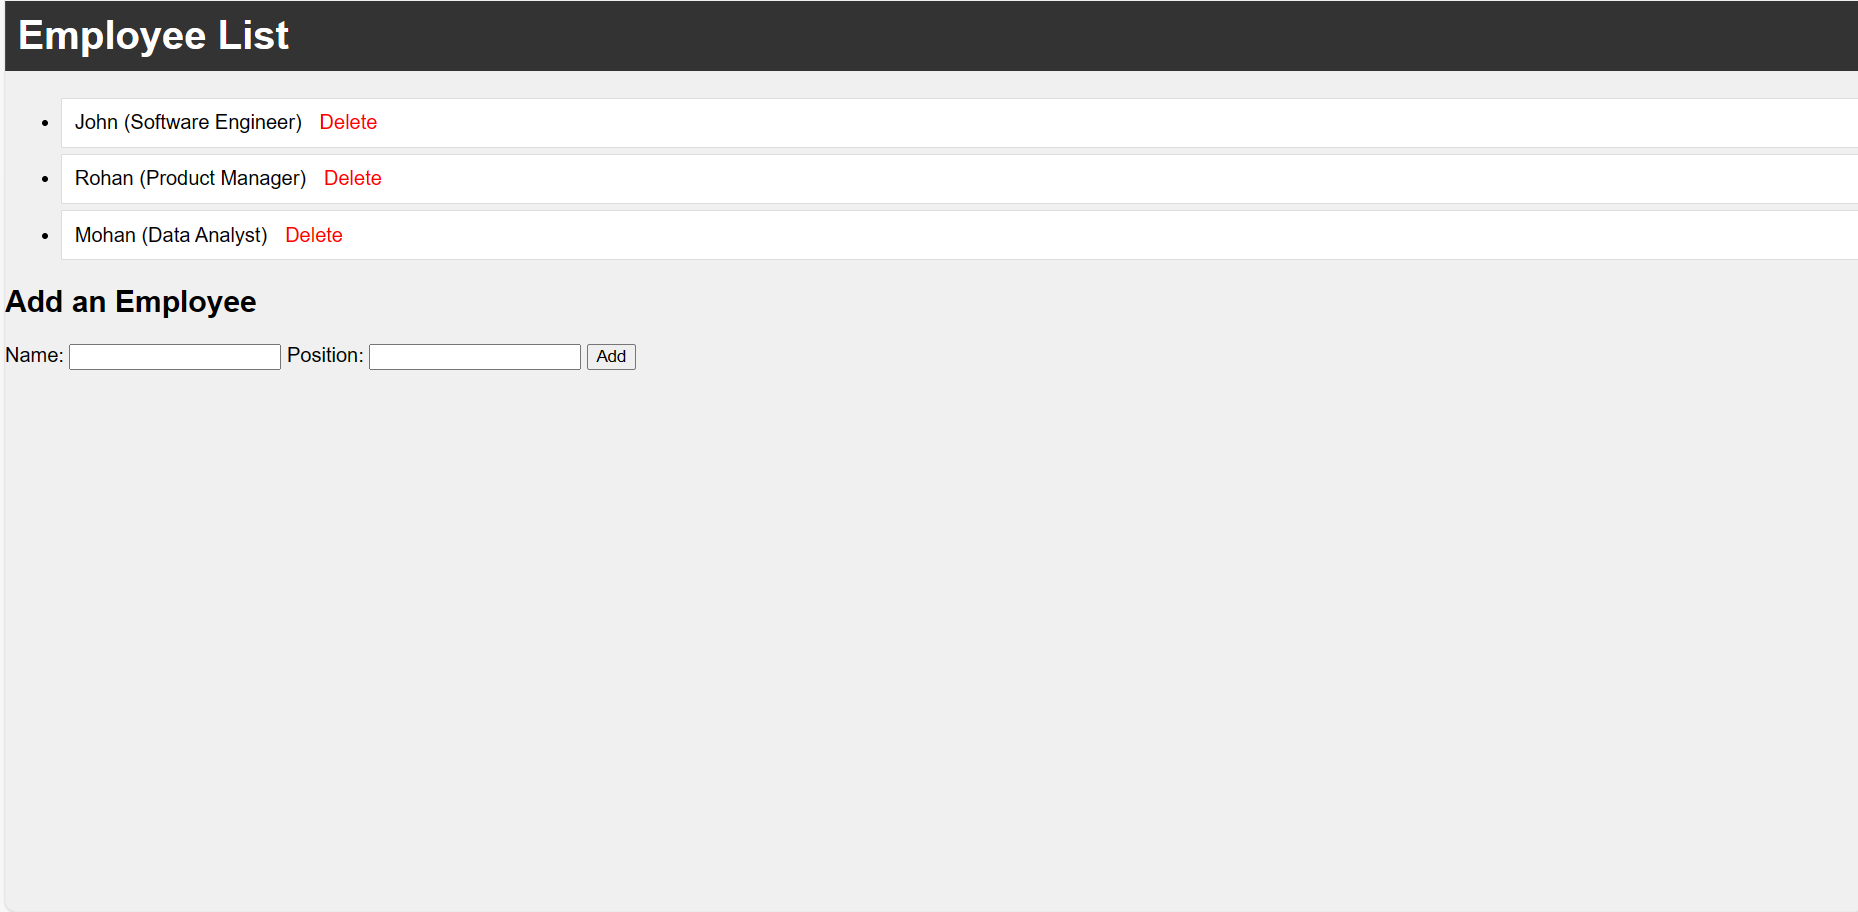 Employee List
John (Software Engineer) Delete
Rohan (Product Manager) Delete
Mohan (Data Analyst) Delete
Add an Employee
Name: Position: Add